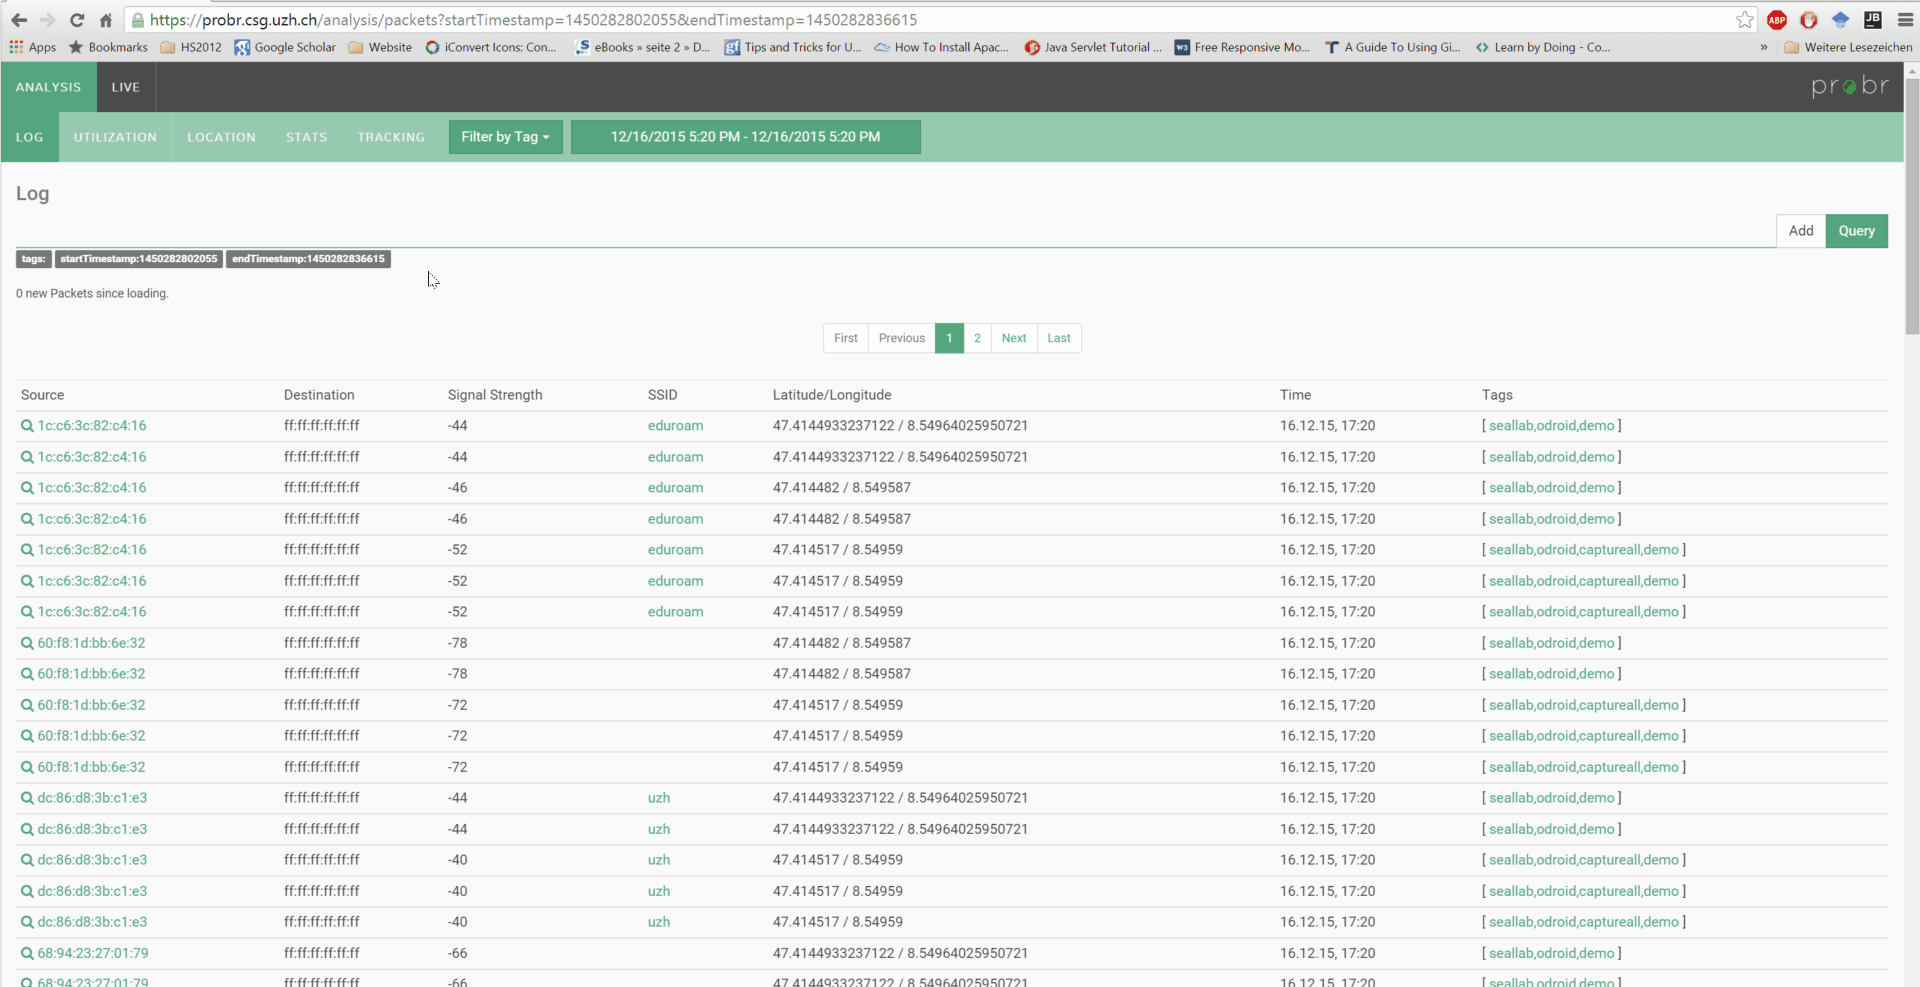 https://probr.csg.uzh.ch/analysis/packets?startTimestamp=1450282802055&endTimestamp=1450282836615 ABP JB
Apps Bookmarks HS2012 Google Scholar Website iConvert Icons: Con... eBooks » seite 2 » D... gf Tips and Tricks for U... How To Install Apac... Java Servlet Tutorial ... w3 Free Responsive Mo... A Guide To Using Gi... Learn by Doing - Co... » Weitere Lesezeichen
ANALYSIS LIVE probr
LOG UTILIZATION LOCATION STATS TRACKING Filter by Tag 12/16/2015 5:20 PM - 12/16/2015 5:20 PM
Log
Add Query
tags: startTimestamp:1450282802055 endTimestamp:1450282836615
0 new Packets since loading.
First Previous 1 2 Next Last
Source Destination Signal Strength SSID Latitude/Longitude Time Tags
1c:c6:3c:82:c4:16 ff:ff:ff:ff:ff:ff -44 eduroam 47.4144933237122 / 8.54964025950721 16.12.15, 17:20 [ seallab,odroid,demo ]
1c:c6:3c:82:c4:16 ff:ff:ff:ff:ff:ff -44 eduroam 47.4144933237122 / 8.54964025950721 16.12.15, 17:20 [ seallab,odroid,demo ]
1c:c6:3c:82:c4:16 ff:ff:ff:ff:ff:ff -46 eduroam 47.414482 / 8.549587 16.12.15, 17:20 [ seallab,odroid,demo ]
1c:c6:3c:82:c4:16 ff:ff:ff:ff:ff:ff -46 eduroam 47.414482 / 8.549587 16.12.15, 17:20 [ seallab,odroid,demo ]
1c:c6:3c:82:c4:16 ff:ff:ff:ff:ff:ff -52 eduroam 47.414517 / 8.54959 16.12.15, 17:20 [ seallab,odroid,captureall,demo ]
1c:c6:3c:82:c4:16 ff:ff:ff:ff:ff:ff -52 eduroam 47.414517 / 8.54959 16.12.15, 17:20 [ seallab,odroid,captureall,demo ]
1c:c6:3c:82:c4:16 ff:ff:ff:ff:ff:ff -52 eduroam 47.414517 / 8.54959 16.12.15, 17:20 [ seallab,odroid,captureall,demo ]
60:f8:1d:bb:6e:32 ff:ff:ff:ff:ff:ff -78 47.414482 / 8.549587 16.12.15, 17:20 [ seallab,odroid,demo ]
60:f8:1d:bb:6e:32 ff:ff:ff:ff:ff:ff -78 47.414482 / 8.549587 16.12.15, 17:20 [ seallab,odroid,demo ]
60:f8:1d:bb:6e:32 ff:ff:ff:ff:ff:ff -72 47.414517 / 8.54959 16.12.15, 17:20 [ seallab,odroid,captureall,demo ]
60:f8:1d:bb:6e:32 ff:ff:ff:ff:ff:ff -72 47.414517 / 8.54959 16.12.15, 17:20 [ seallab,odroid,captureall,demo ]
60:f8:1d:bb:6e:32 ff:ff:ff:ff:ff:ff -72 47.414517 / 8.54959 16.12.15, 17:20 [ seallab,odroid,captureall,demo ]
dc:86:d8:3b:c1:e3 ff:ff:ff:ff:ff:ff -44 uzh 47.4144933237122 / 8.54964025950721 16.12.15, 17:20 [ seallab,odroid,demo ]
dc:86:d8:3b:c1:e3 ff:ff:ff:ff:ff:ff -44 uzh 47.4144933237122 / 8.54964025950721 16.12.15, 17:20 [ seallab,odroid,demo ]
dc:86:d8:3b:c1:e3 ff:ff:ff:ff:ff:ff -40 uzh 47.414517 / 8.54959 16.12.15, 17:20 [ seallab,odroid,captureall,demo ]
dc:86:d8:3b:c1:e3 ff:ff:ff:ff:ff:ff -40 uzh 47.414517 / 8.54959 16.12.15, 17:20 [ seallab,odroid,captureall,demo ]
dc:86:d8:3b:c1:e3 ff:ff:ff:ff:ff:ff -40 uzh 47.414517 / 8.54959 16.12.15, 17:20 [ seallab,odroid,captureall,demo ]
68:94:23:27:01:79 ff:ff:ff:ff:ff:ff -66 47.4144933237122 / 8.54964025950721 16.12.15, 17:20 [ seallab,odroid,demo ]
68:94:23:27:01:79 ff:ff:ff:ff:ff:ff -66 47.4144933237122 / 8.54964025950721 16.12.15, 17:20 [ seallab,odroid,demo ]